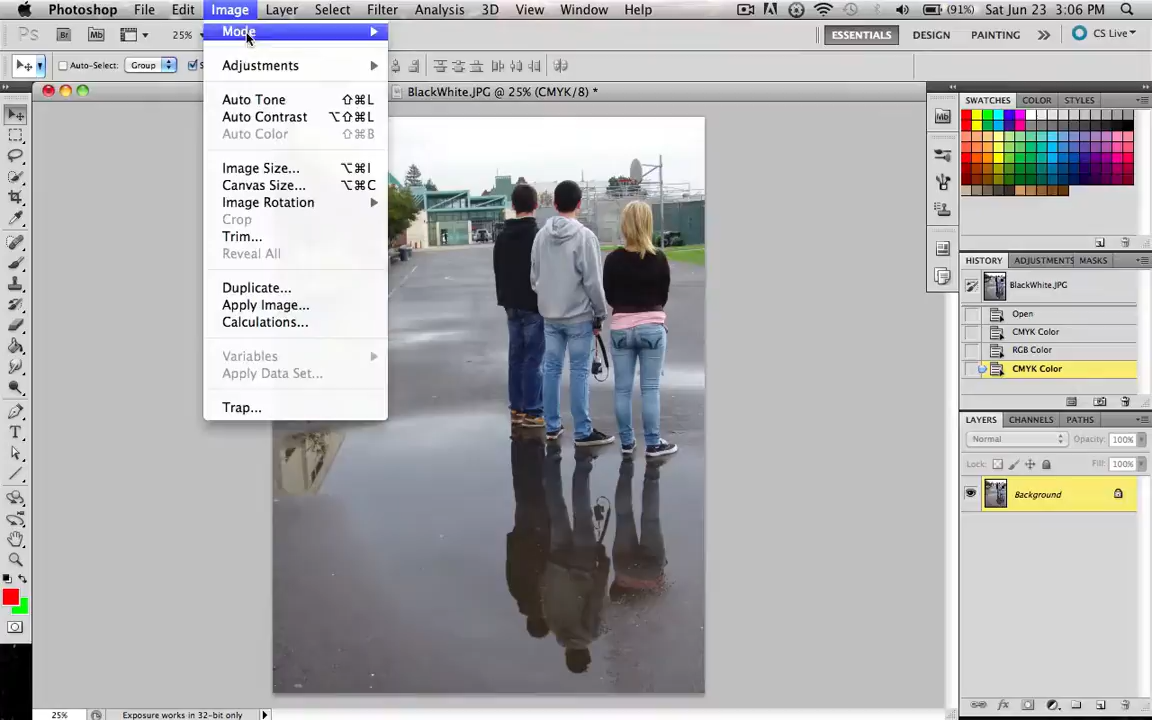 Photoshop File Edit Image Layer Select Filter Analysis 3D View Window Help (91%) Sat Jun 23 3:06 PM
Ps Br Mb 25% ESSENTIALS DESIGN PAINTING CS Live
Auto-Select: Group
BlackWhite.JPG @ 25% (CMYK/8) *
Mode
Adjustments
Auto Tone ⇧⌘L
Auto Contrast ⌥⇧⌘L
Auto Color ⇧⌘B
Image Size... ⌥⌘I
Canvas Size... ⌥⌘C
Image Rotation
Crop
Trim...
Reveal All
Duplicate...
Apply Image...
Calculations...
Variables
Apply Data Set...
Trap...
Mb
SWATCHES COLOR STYLES
HISTORY ADJUSTMENTS MASKS
BlackWhite.JPG
Open
CMYK Color
RGB Color
CMYK Color
LAYERS CHANNELS PATHS
Normal Opacity: 100%
Lock: Fill: 100%
Background
25% Exposure works in 32-bit only